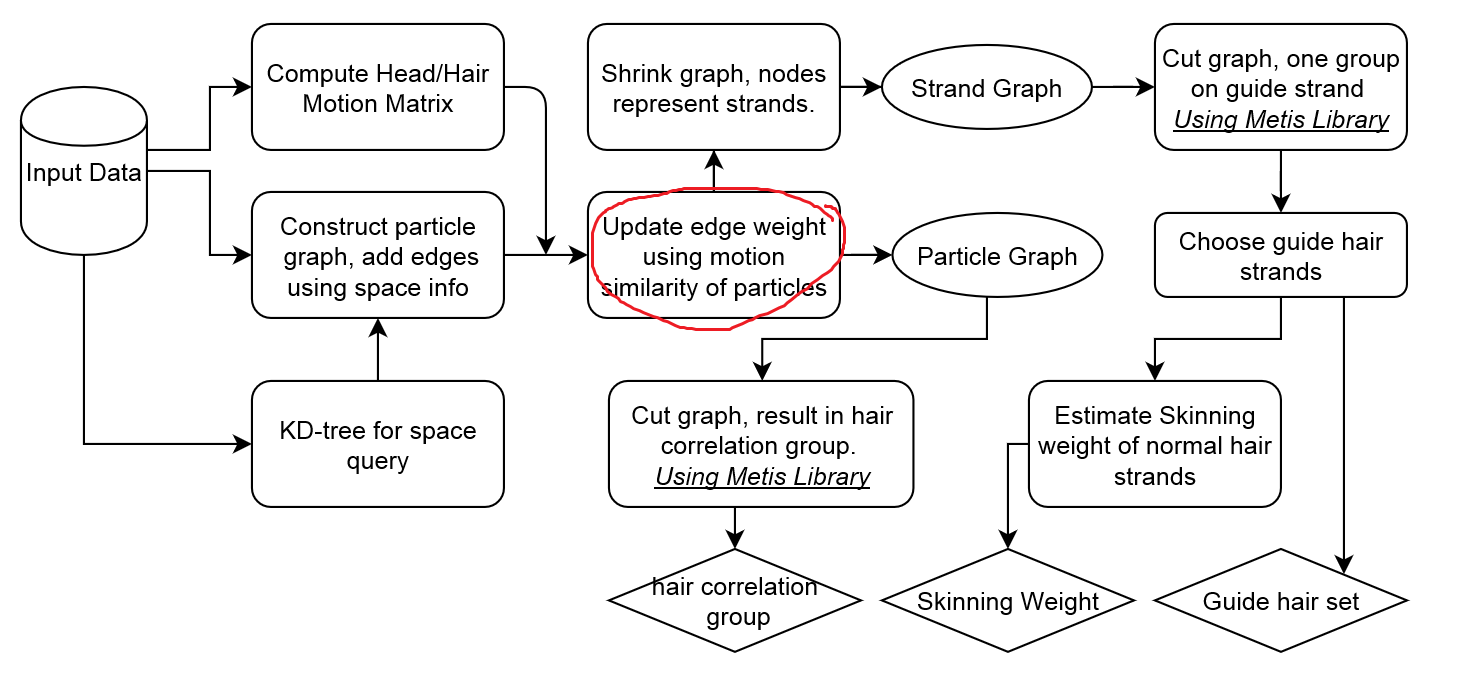 Input Data
Compute Head/Hair
Motion Matrix
Construct particle
graph, add edges
using space info
KD-tree for space
query
Shrink graph, nodes
represent strands.
Update edge weight
using motion
similarity of particles
Strand Graph
Particle Graph
Cut graph, one group
on guide strand
Using Metis Library
Choose guide hair
strands
Cut graph, result in hair
correlation group.
Using Metis Library
Estimate Skinning
weight of normal hair
strands
hair correlation
group
Skinning Weight
Guide hair set